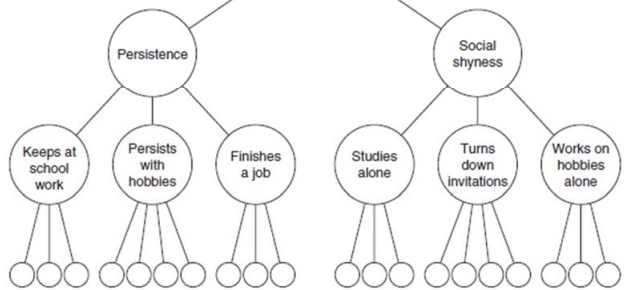 Persistence
Social
shyness
Keeps at
school
work
Persists
with
hobbies
Finishes
a job
Studies
alone
Turns
down
invitations
Works on
hobbies
alone